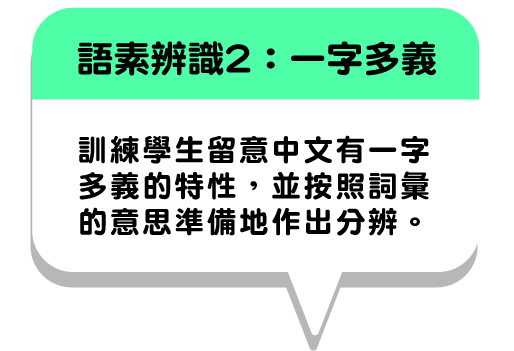 語素辨識2：一字多義
訓練學生留意中文有一字
多義的特性，並按照詞彙
的意思準備地作出分辨。